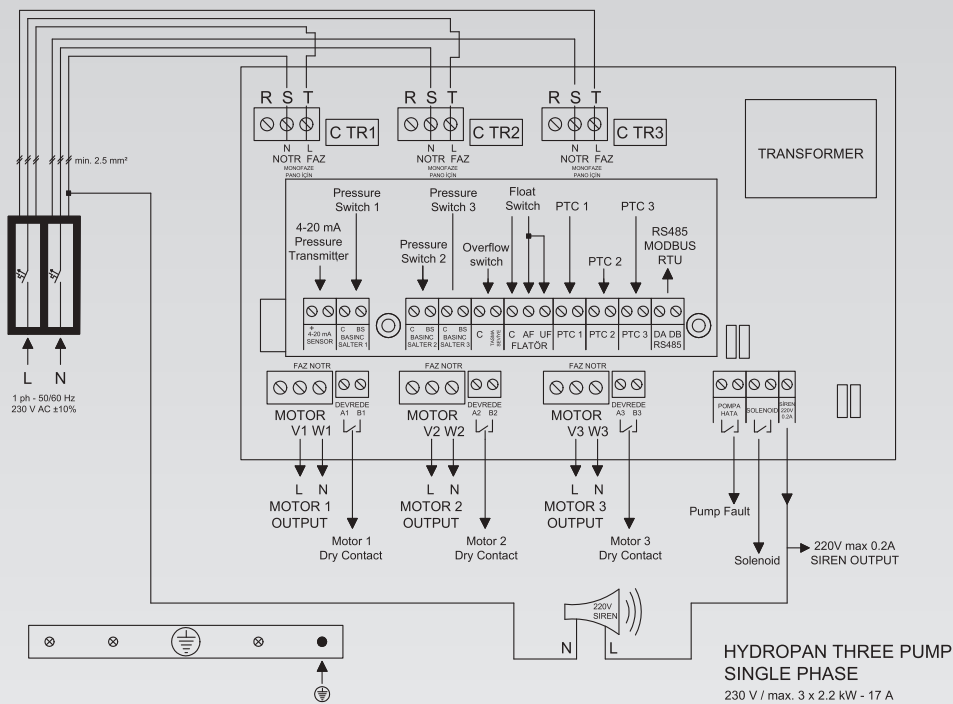 R S T
C TR1
N L
NOTR FAZ
MONOFAZE
PANO İÇİN
R S T
C TR2
N L
NOTR FAZ
MONOFAZE
PANO İÇİN
R S T
C TR3
N L
NOTR FAZ
MONOFAZE
PANO İÇİN
TRANSFORMER
min. 2.5 mm²
L N
1 ph - 50/60 Hz
230 V AC ±10%
4-20 mA
Pressure
Transmitter
Pressure
Switch 1
Pressure
Switch 2
Pressure
Switch 3
Overflow
switch
Float
Switch
PTC 1
PTC 2
PTC 3
RS485
MODBUS
RTU
+
4-20 mA
SENSOR
C BS
BASINC
SALTER 1
C BS
BASINC
SALTER 2
C BS
BASINC
SALTER 3
C TASMA
SEVIYE
C AF UF
FLATÖR
PTC 1
PTC 2
PTC 3
DA DB
RS485
FAZ NOTR
MOTOR
V1 W1
DEVREDE
A1 B1
L N
MOTOR 1
OUTPUT
Motor 1
Dry Contact
FAZ NOTR
MOTOR
V2 W2
DEVREDE
A2 B2
L N
MOTOR 2
OUTPUT
Motor 2
Dry Contact
FAZ NOTR
MOTOR
V3 W3
DEVREDE
A3 B3
L N
MOTOR 3
OUTPUT
Motor 3
Dry Contact
POMPA
HATA
SOLENOID
SİREN
220V
0.2A
Pump Fault
Solenoid
220V max 0.2A
SIREN OUTPUT
220V
SIREN
N L
HYDROPAN THREE PUMP
SINGLE PHASE
230 V / max. 3 x 2.2 kW - 17 A